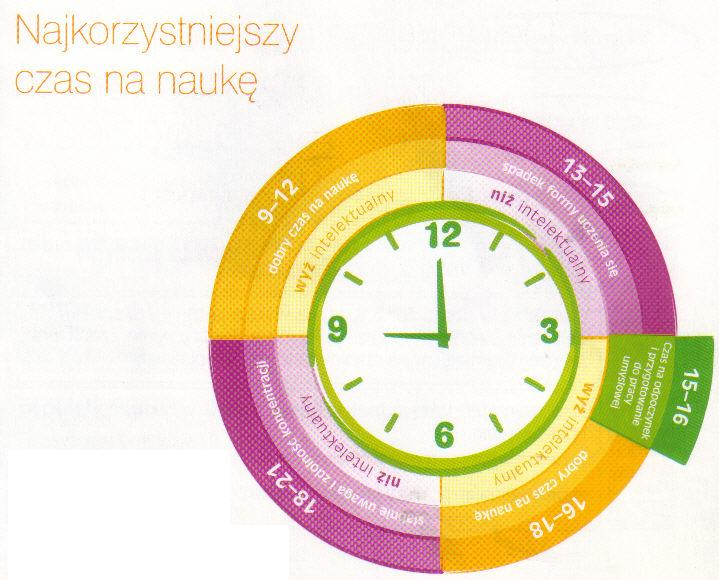 Najkorzystniejszy
czas na naukę
9–12
dobry czas na naukę
wyż intelektualny
13–15
spadek formy uczenia się
niż intelektualny
12
3
6
9
15–16
Czas na odpoczynek
i przygotowanie
do pracy
umysłowej
wyż intelektualny
dobry czas na naukę
16–18
niż intelektualny
słabnie uwaga i zdolność koncentracji
18–21